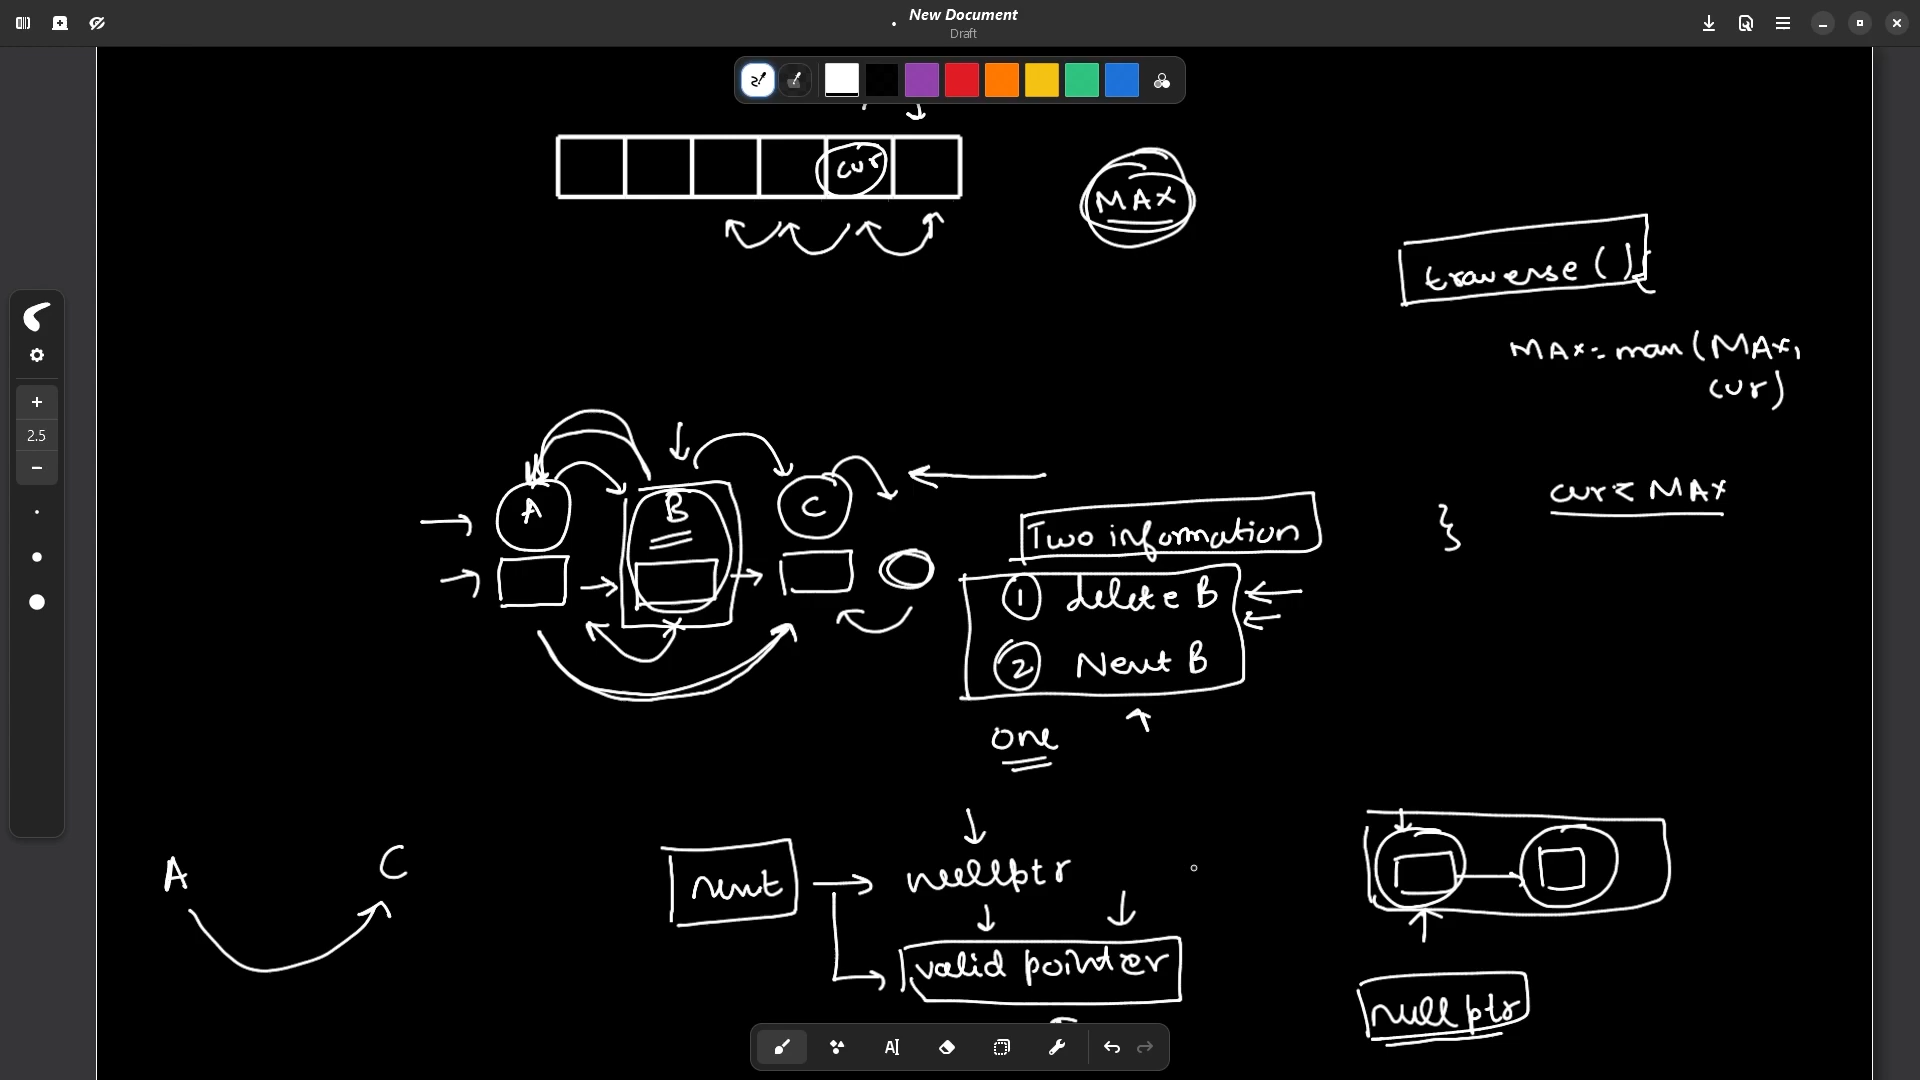 New Document
Draft
2.5
AI
cur
MAX
traverse () {
MAX = max (MAX,
cur)
A
B
C
cur < MAX
}
Two information
1 delete B
2 Next B
one
A
C
next
nullptr
valid pointer
nullptr